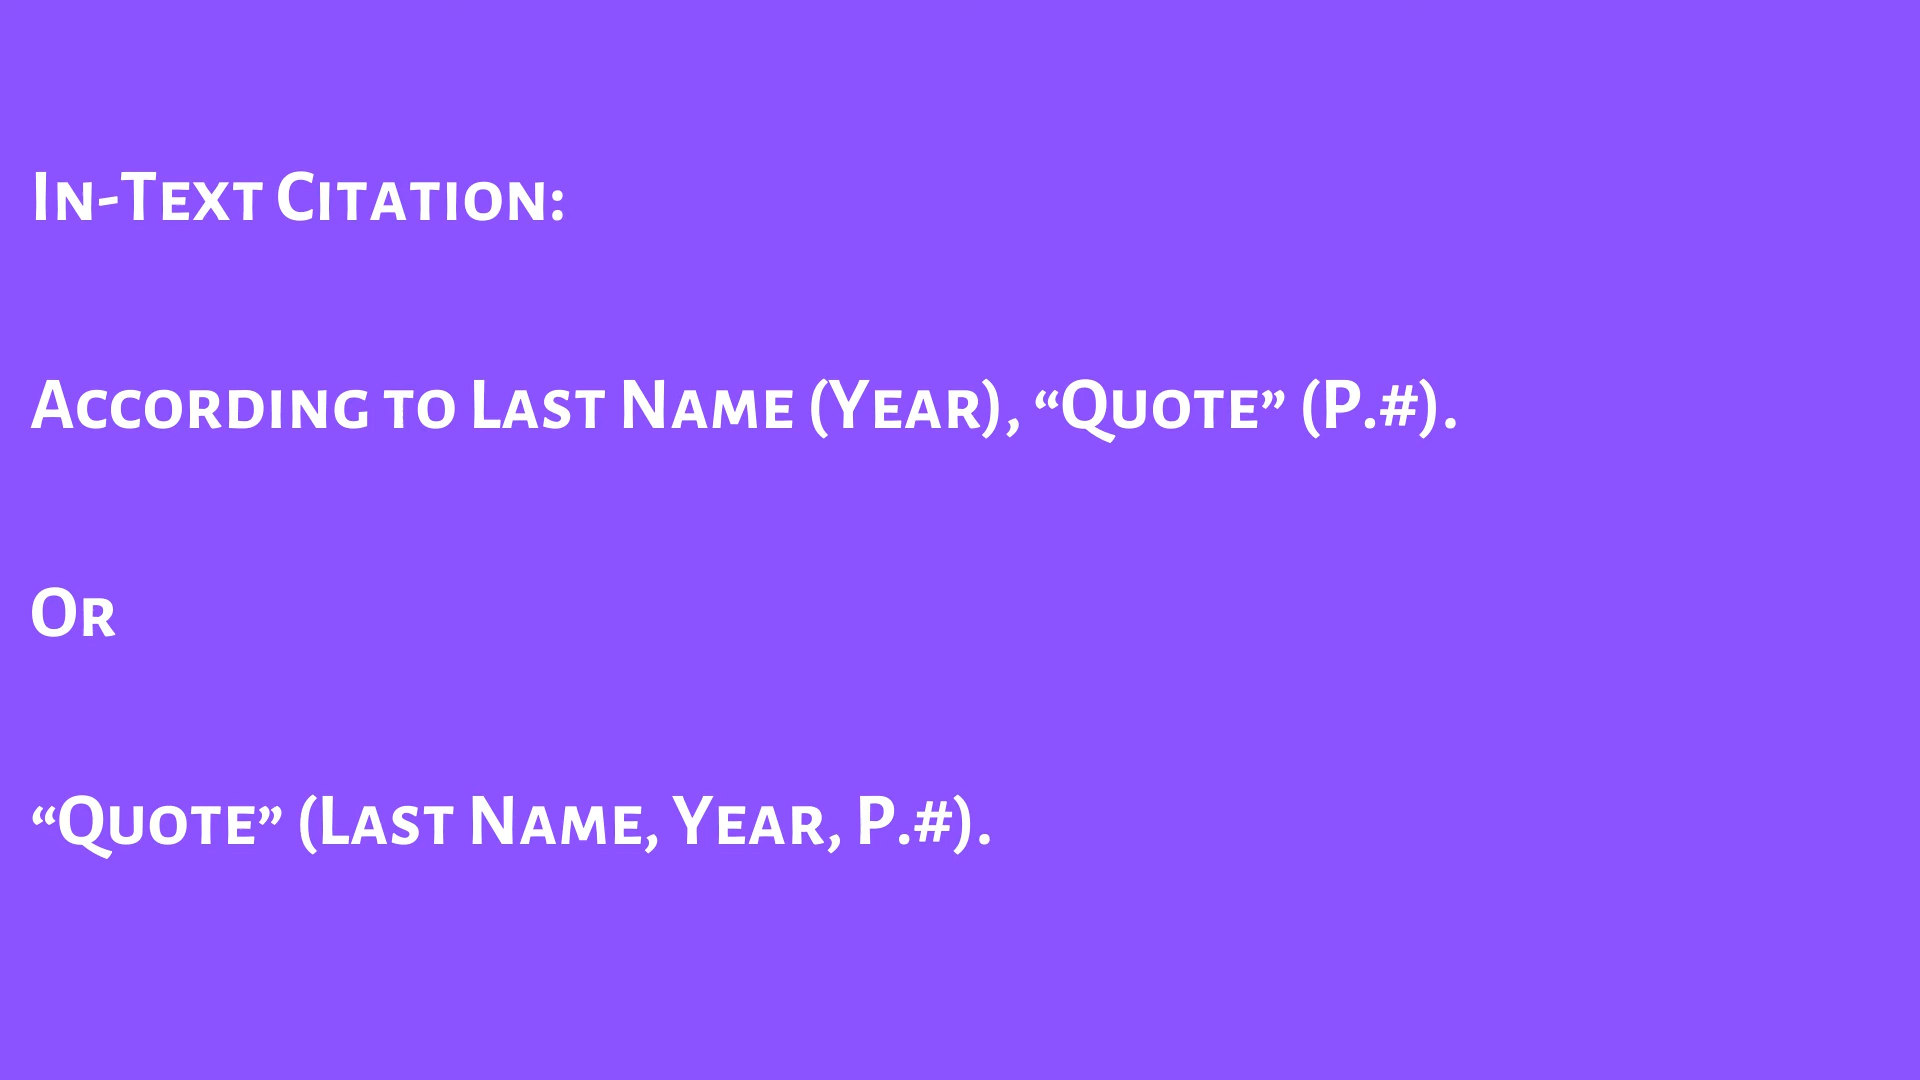 In-Text Citation:
According to Last Name (Year), “Quote” (P.#).
Or
“Quote” (Last Name, Year, P.#).